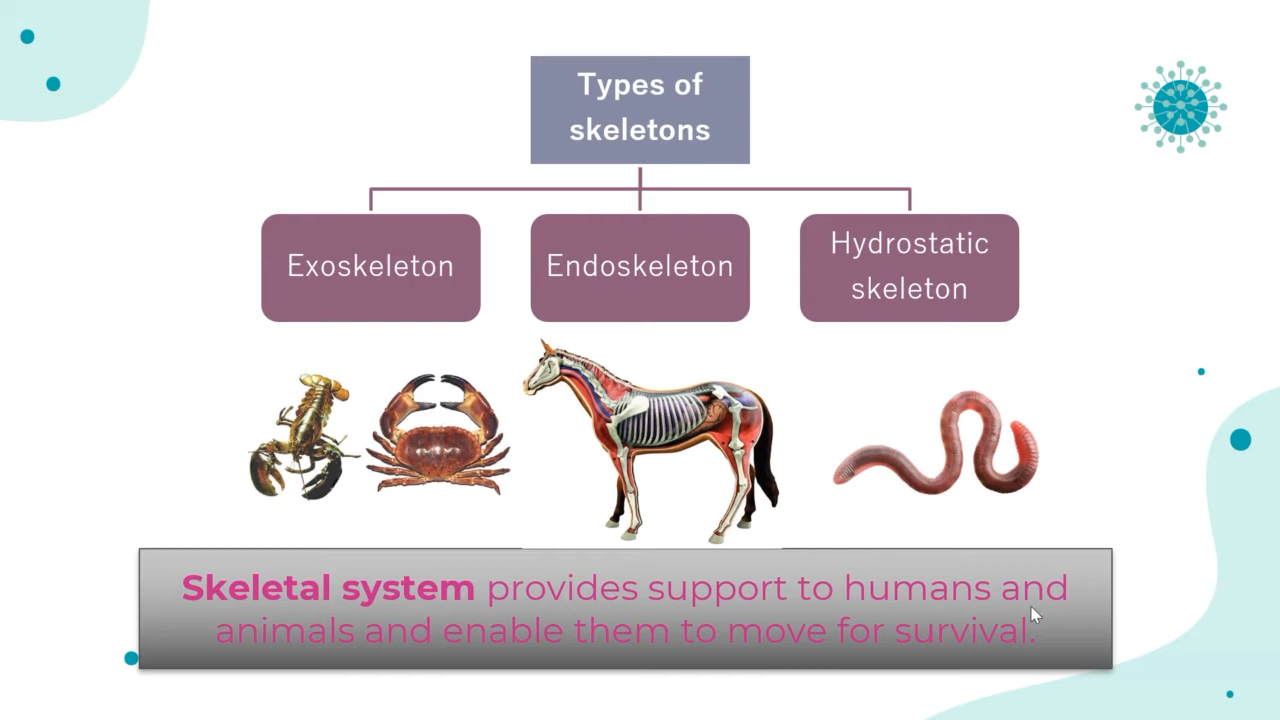 Types of
skeletons
Exoskeleton
Endoskeleton
Hydrostatic
skeleton
Skeletal system provides support to humans and
animals and enable them to move for survival.